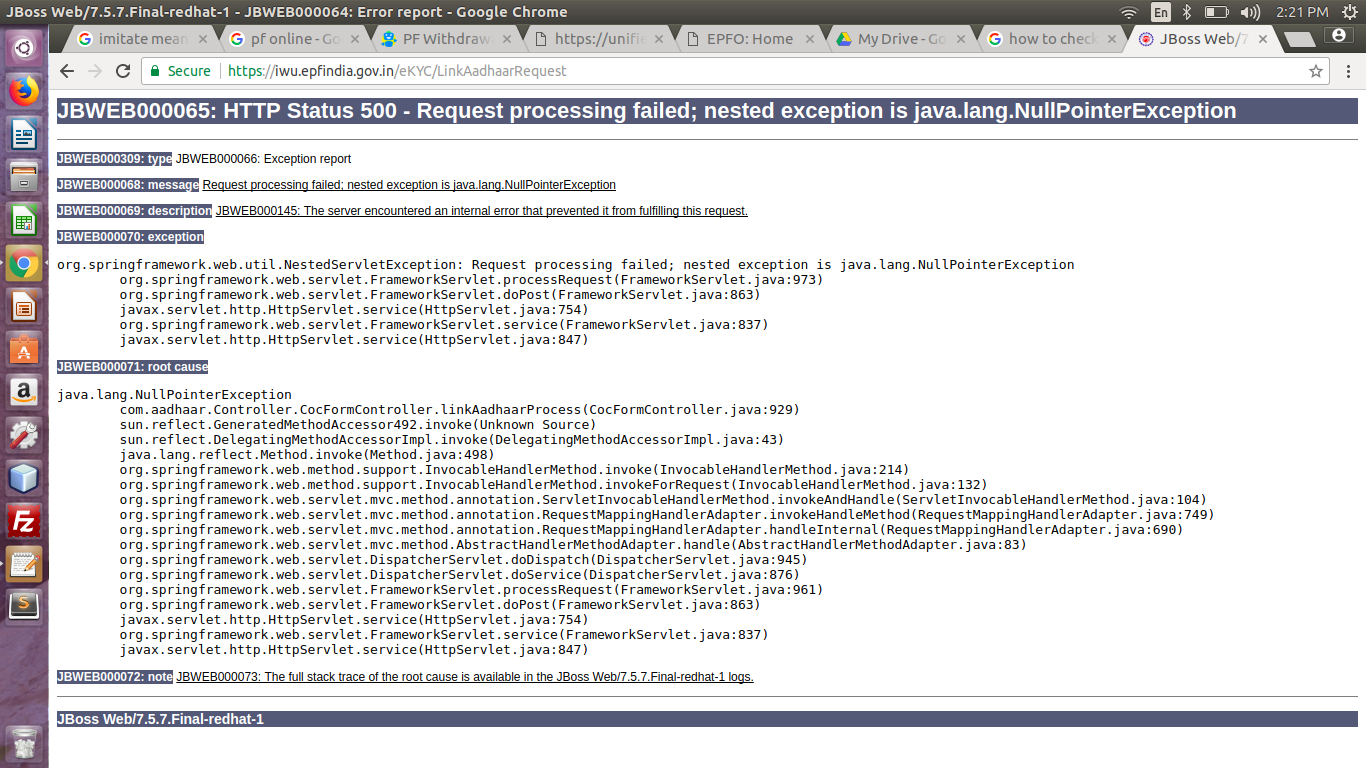 JBoss Web/7.5.7.Final-redhat-1 - JBWEB000064: Error report - Google Chrome
En
2:21 PM
imitate mean
pf online - Go
PF Withdrawa
https://unifie
EPFO: Home
My Drive - Go
how to check
JBoss Web/7
Secure
https://iwu.epfindia.gov.in/eKYC/LinkAadhaarRequest
JBWEB000065: HTTP Status 500 - Request processing failed; nested exception is java.lang.NullPointerException
JBWEB000309: type JBWEB000066: Exception report
JBWEB000068: message Request processing failed; nested exception is java.lang.NullPointerException
JBWEB000069: description JBWEB000145: The server encountered an internal error that prevented it from fulfilling this request.
JBWEB000070: exception
org.springframework.web.util.NestedServletException: Request processing failed; nested exception is java.lang.NullPointerException
org.springframework.web.servlet.FrameworkServlet.processRequest(FrameworkServlet.java:973)
org.springframework.web.servlet.FrameworkServlet.doPost(FrameworkServlet.java:863)
javax.servlet.http.HttpServlet.service(HttpServlet.java:754)
org.springframework.web.servlet.FrameworkServlet.service(FrameworkServlet.java:837)
javax.servlet.http.HttpServlet.service(HttpServlet.java:847)
JBWEB000071: root cause
java.lang.NullPointerException
com.aadhaar.Controller.CocFormController.linkAadhaarProcess(CocFormController.java:929)
sun.reflect.GeneratedMethodAccessor492.invoke(Unknown Source)
sun.reflect.DelegatingMethodAccessorImpl.invoke(DelegatingMethodAccessorImpl.java:43)
java.lang.reflect.Method.invoke(Method.java:498)
org.springframework.web.method.support.InvocableHandlerMethod.invoke(InvocableHandlerMethod.java:214)
org.springframework.web.method.support.InvocableHandlerMethod.invokeForRequest(InvocableHandlerMethod.java:132)
org.springframework.web.servlet.mvc.method.annotation.ServletInvocableHandlerMethod.invokeAndHandle(ServletInvocableHandlerMethod.java:104)
org.springframework.web.servlet.mvc.method.annotation.RequestMappingHandlerAdapter.invokeHandleMethod(RequestMappingHandlerAdapter.java:749)
org.springframework.web.servlet.mvc.method.annotation.RequestMappingHandlerAdapter.handleInternal(RequestMappingHandlerAdapter.java:690)
org.springframework.web.servlet.mvc.method.AbstractHandlerMethodAdapter.handle(AbstractHandlerMethodAdapter.java:83)
org.springframework.web.servlet.DispatcherServlet.doDispatch(DispatcherServlet.java:945)
org.springframework.web.servlet.DispatcherServlet.doService(DispatcherServlet.java:876)
org.springframework.web.servlet.FrameworkServlet.processRequest(FrameworkServlet.java:961)
org.springframework.web.servlet.FrameworkServlet.doPost(FrameworkServlet.java:863)
javax.servlet.http.HttpServlet.service(HttpServlet.java:754)
org.springframework.web.servlet.FrameworkServlet.service(FrameworkServlet.java:837)
javax.servlet.http.HttpServlet.service(HttpServlet.java:847)
JBWEB000072: note JBWEB000073: The full stack trace of the root cause is available in the JBoss Web/7.5.7.Final-redhat-1 logs.
JBoss Web/7.5.7.Final-redhat-1